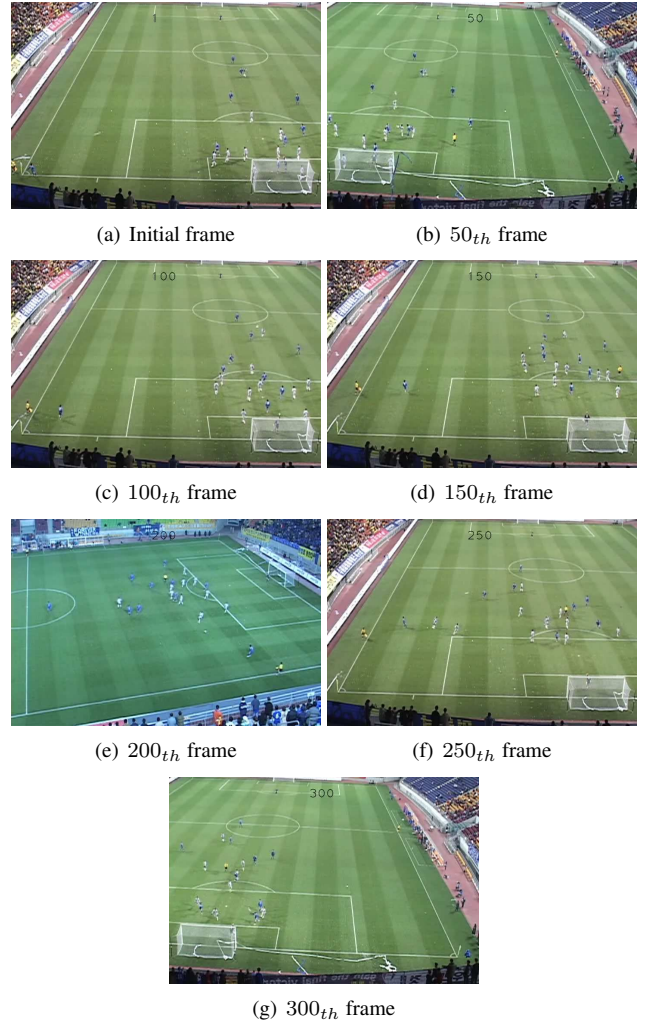 1
50
(a) Initial frame
(b) 50th frame
100
150
(c) 100th frame
(d) 150th frame
250
(e) 200th frame
(f) 250th frame
300
(g) 300th frame